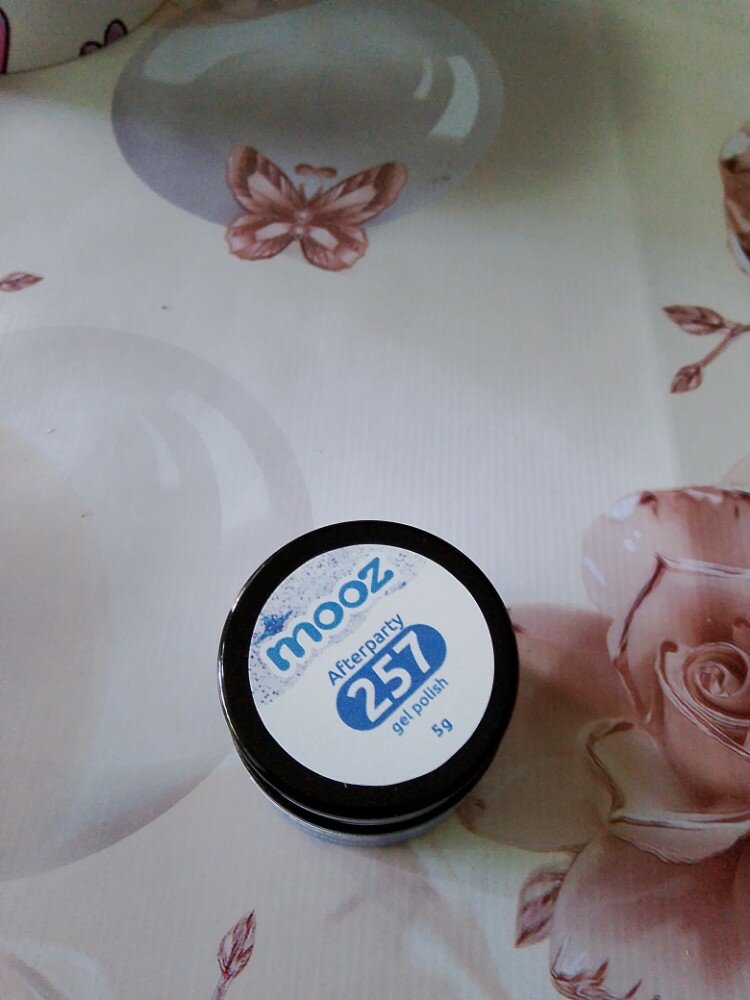 mooz
Afterparty
257
gel polish
5g